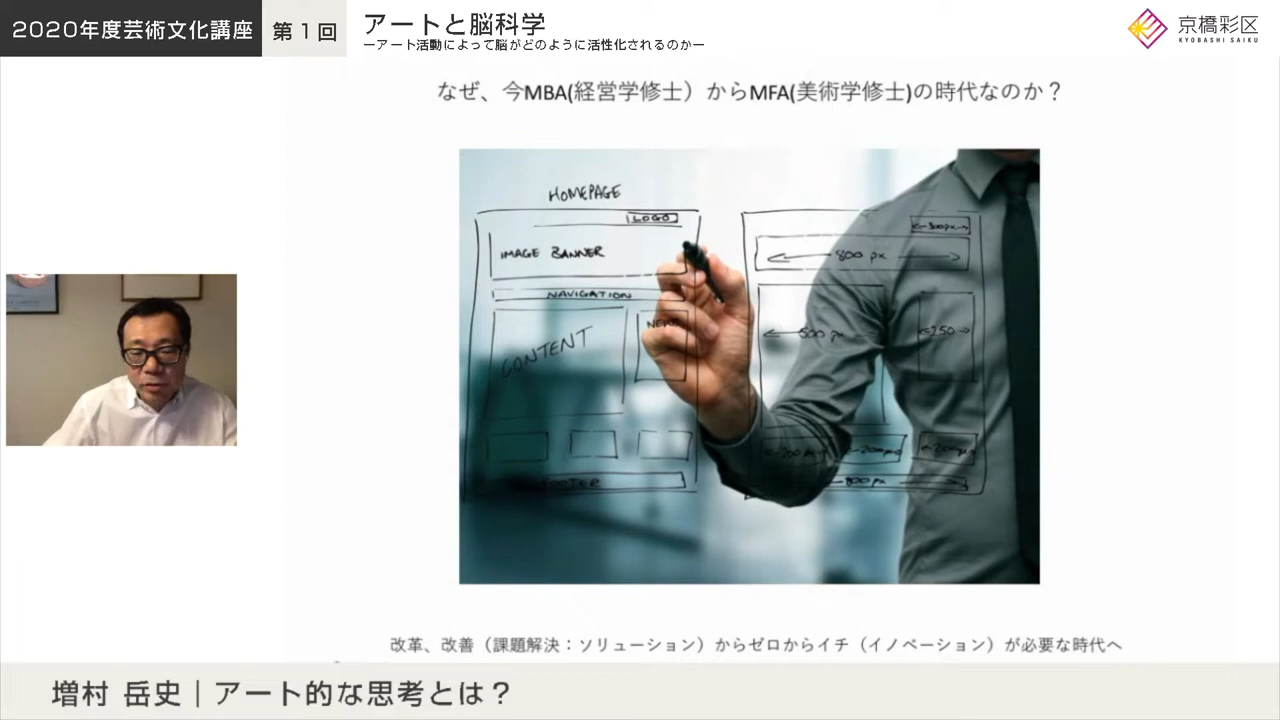 2020年度芸術文化講座
第1回
アートと脳科学
ーアート活動によって脳がどのように活性化されるのかー
京橋彩区
KYOBASHI SAIKU
なぜ、今MBA(経営学修士）からMFA(美術学修士)の時代なのか？
HOMEPAGE
LOGO
IMAGE BANNER
NAVIGATION
CONTENT
NEWS
FOOTER
300px
800 px
500 px
250
200px
800px
改革、改善（課題解決：ソリューション）からゼロからイチ（イノベーション）が必要な時代へ
増村 岳史｜アート的な思考とは？